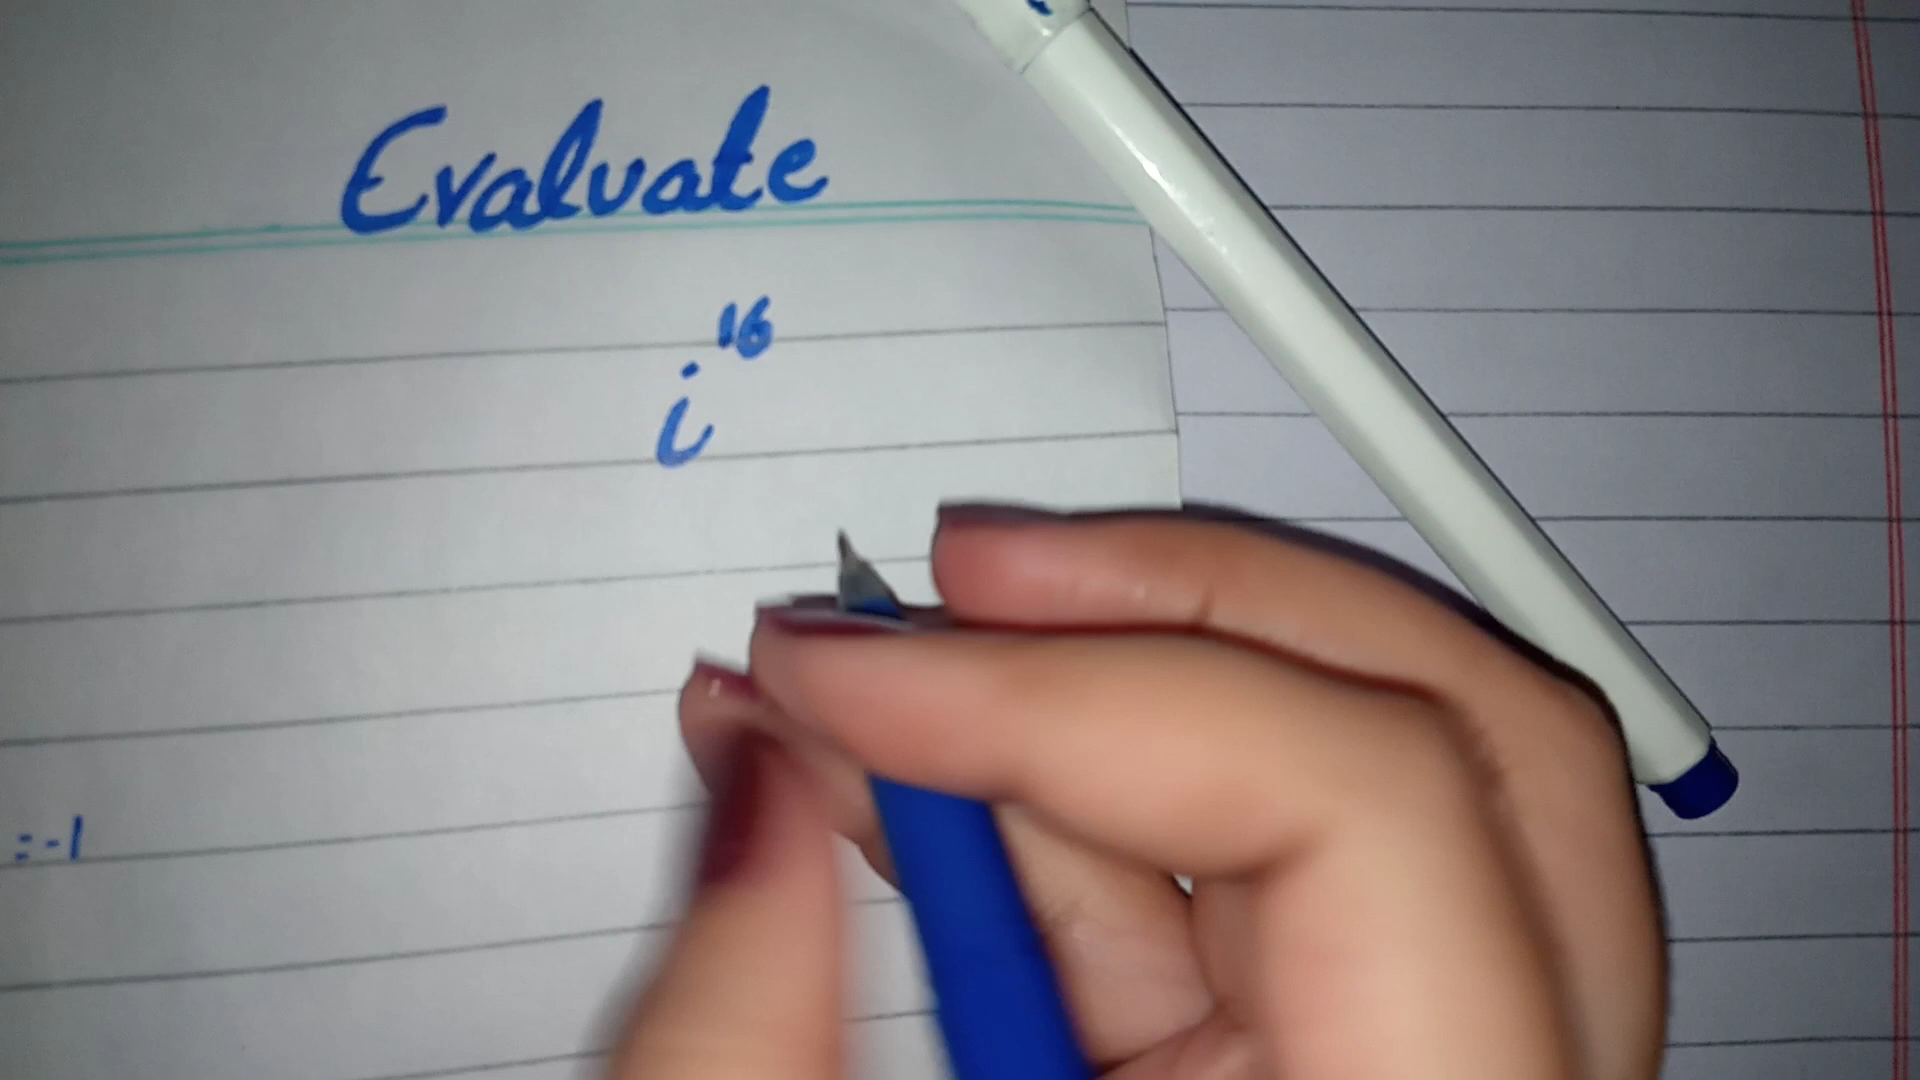 Evaluate
i¹⁶
= -1